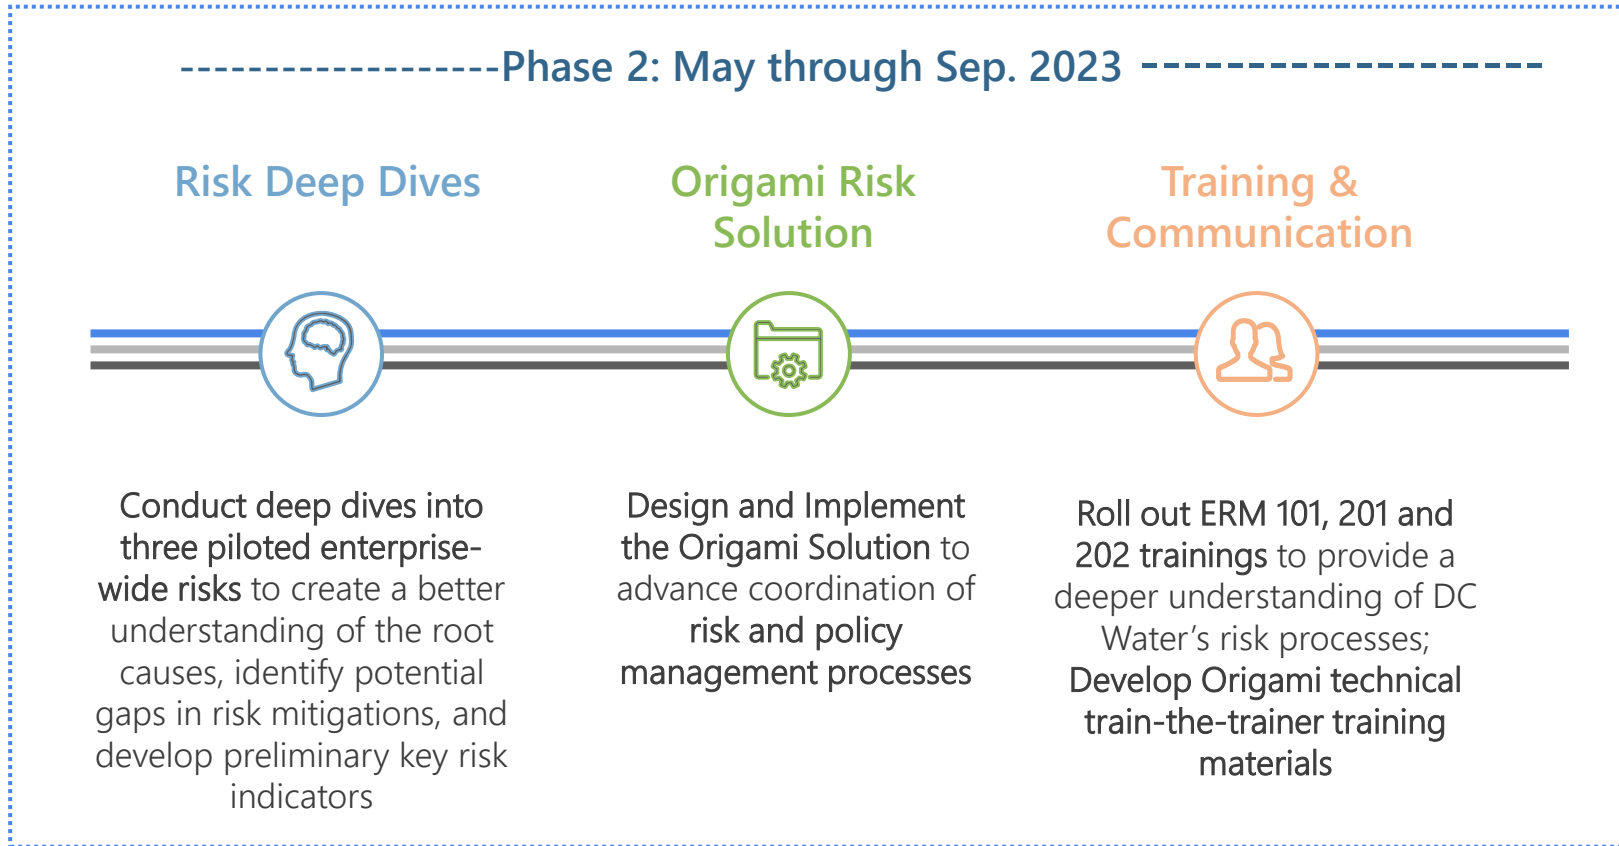 Phase 2: May through Sep. 2023
Risk Deep Dives
Origami Risk
Solution
Training &
Communication
Conduct deep dives into
three piloted enterprise-
wide risks to create a better
understanding of the root
causes, identify potential
gaps in risk mitigations, and
develop preliminary key risk
indicators
Design and Implement
the Origami Solution to
advance coordination of
risk and policy
management processes
Roll out ERM 101, 201 and
202 trainings to provide a
deeper understanding of DC
Water’s risk processes;
Develop Origami technical
train-the-trainer training
materials